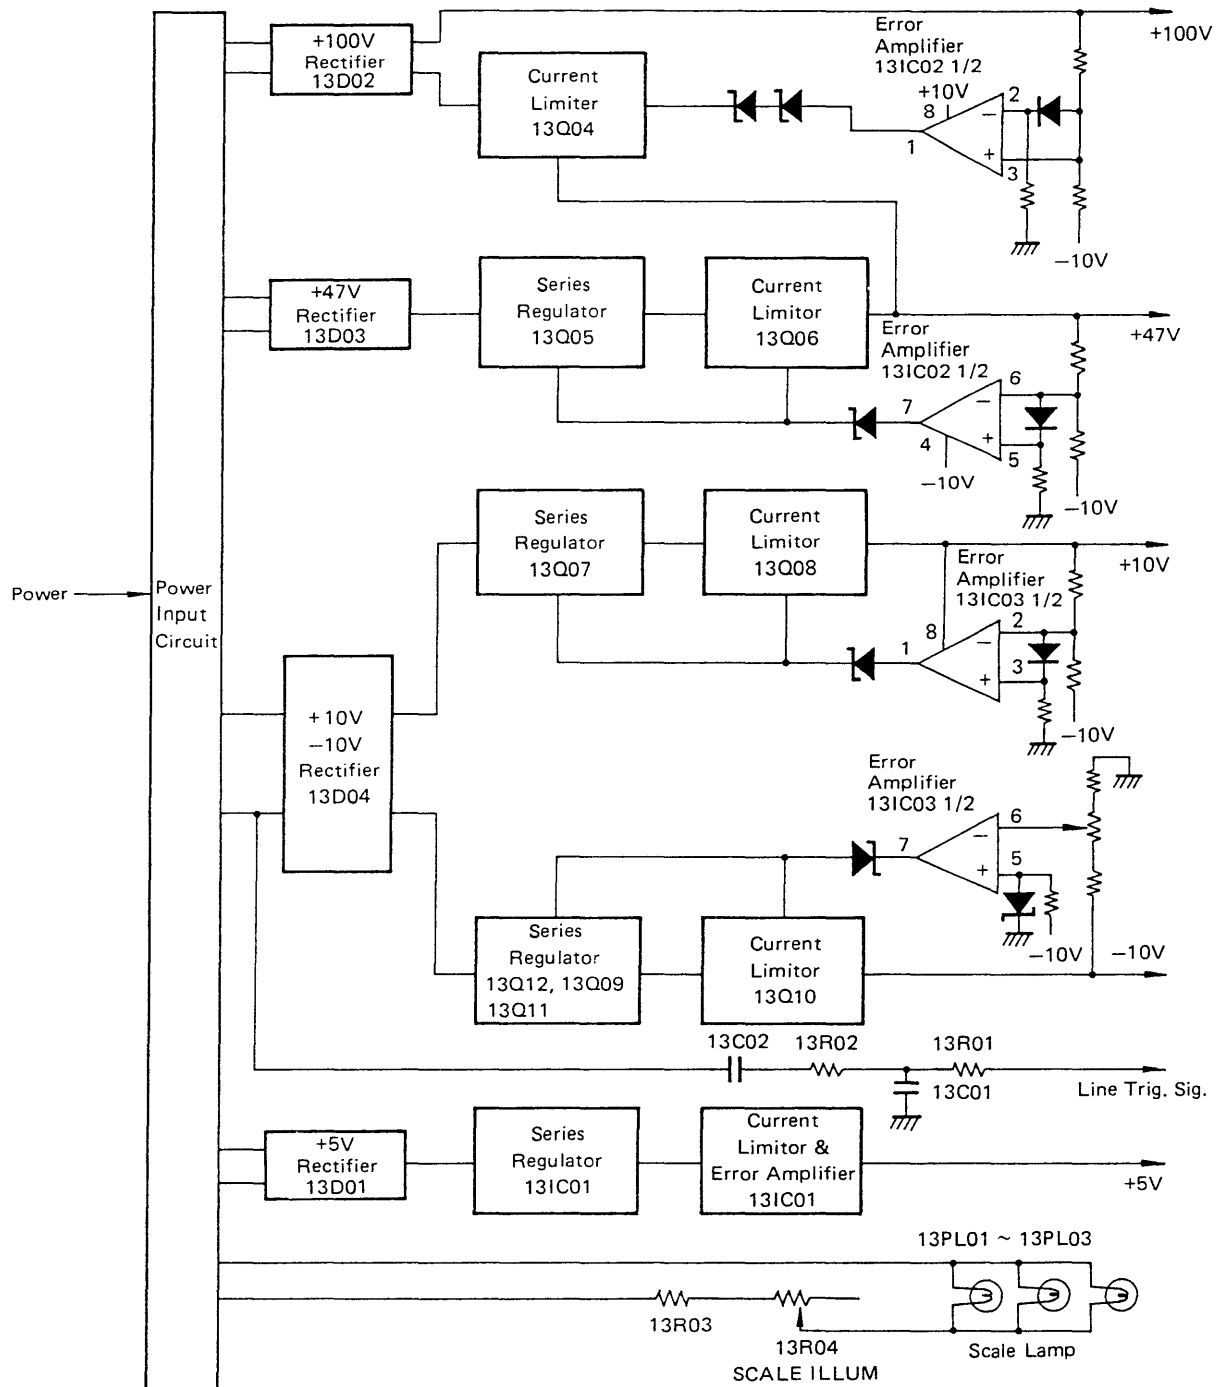 +100V
Rectifier
13D02
Current
Limiter
13Q04
Error
Amplifier
13IC02 1/2
+10V
8
1
2
−
+
3
−10V
+100V
+47V
Rectifier
13D03
Series
Regulator
13Q05
Current
Limitor
13Q06
Error
Amplifier
13IC02 1/2
7
4
−10V
6
−
+
5
−10V
+47V
Series
Regulator
13Q07
Current
Limitor
13Q08
Error
Amplifier
13IC03 1/2
8
1
2
−
3
+
−10V
+10V
Power
Power
Input
Circuit
+10V
−10V
Rectifier
13D04
Error
Amplifier
13IC03 1/2
7
6
−
5
+
−10V
−10V
Series
Regulator
13Q12, 13Q09
13Q11
Current
Limitor
13Q10
13C02
13R02
13R01
13C01
Line Trig. Sig.
+5V
Rectifier
13D01
Series
Regulator
13IC01
Current
Limitor &
Error Amplifier
13IC01
+5V
13PL01 ~ 13PL03
13R03
13R04
SCALE ILLUM
Scale Lamp